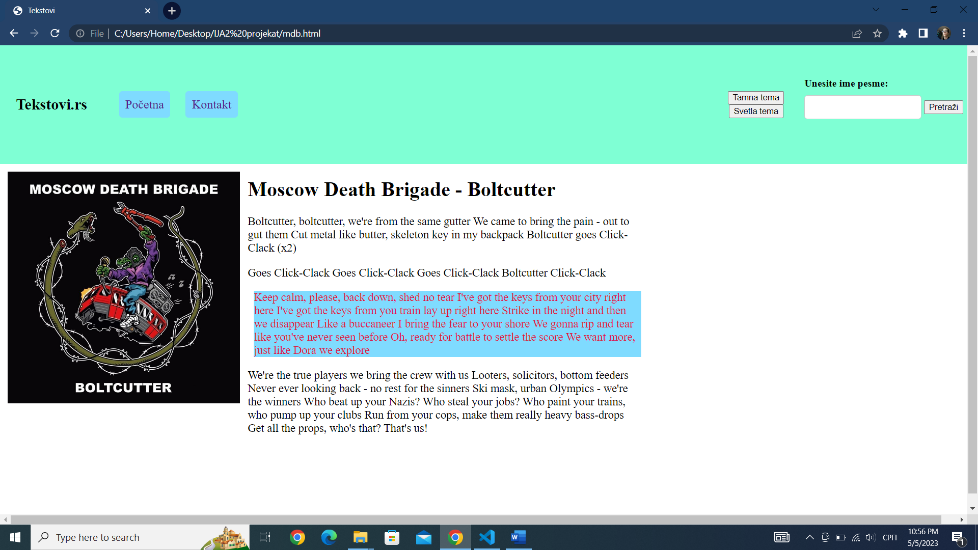 Tekstovi
File
C:/Users/Home/Desktop/IJA2%20projekat/mdb.html
Tekstovi.rs
Početna
Kontakt
Tamna tema
Svetla tema
Unesite ime pesme:
Pretraži
MOSCOW DEATH BRIGADE
BOLTCUTTER
Moscow Death Brigade - Boltcutter
Boltcutter, boltcutter, we're from the same gutter We came to bring the pain - out to
gut them Cut metal like butter, skeleton key in my backpack Boltcutter goes Click-
Clack (x2)
Goes Click-Clack Goes Click-Clack Goes Click-Clack Boltcutter Click-Clack
Keep calm, please, back down, shed no tear I've got the keys from your city right
here I've got the keys from you train lay up right here Strike in the night and then
we disappear Like a buccaneer I bring the fear to your shore We gonna rip and tear
like you've never seen before Oh, ready for battle to settle the score We want more,
just like Dora we explore
We're the true players we bring the crew with us Looters, solicitors, bottom feeders
Never ever looking back - no rest for the sinners Ski mask, urban Olympics - we're
the winners Who beat up your Nazis? Who steal your jobs? Who paint your trains,
who pump up your clubs Run from your cops, make them really heavy bass-drops
Get all the props, who's that? That's us!
Type here to search
СРП
10:56 PM
5/5/2023
1